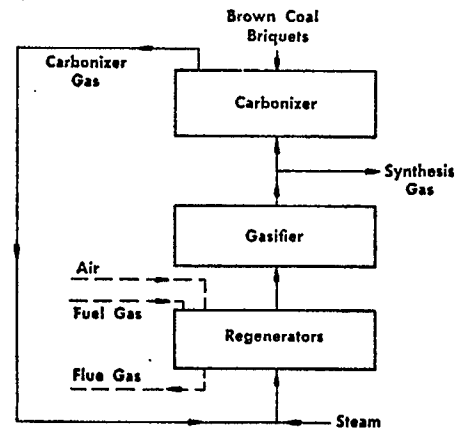 Brown Coal
Briquets
Carbonizer
Gas
Carbonizer
Synthesis
Gas
Gasifier
Air
Fuel Gas
Regenerators
Flue Gas
Steam